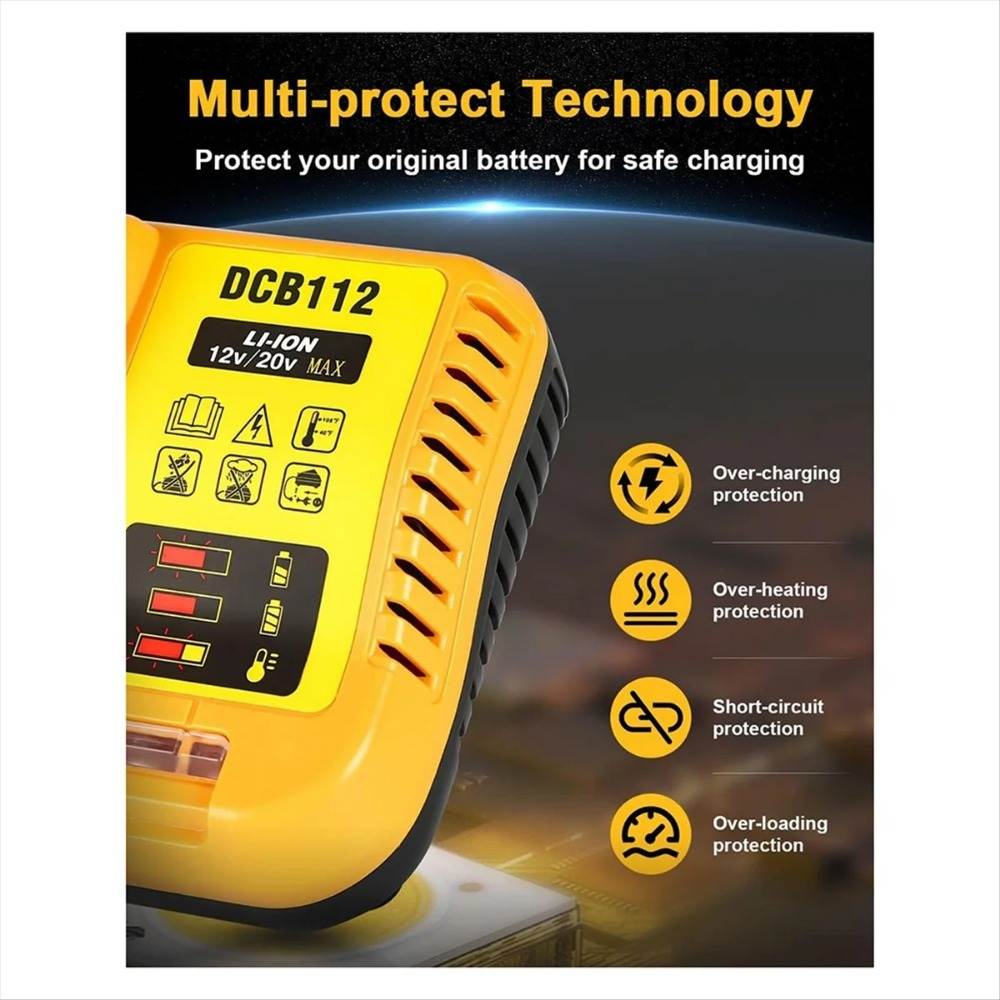 Multi-protect Technology
Protect your original battery for safe charging
DCB112
LI-ION
12v/20v MAX
Over-charging
protection
Over-heating
protection
Short-circuit
protection
Over-loading
protection